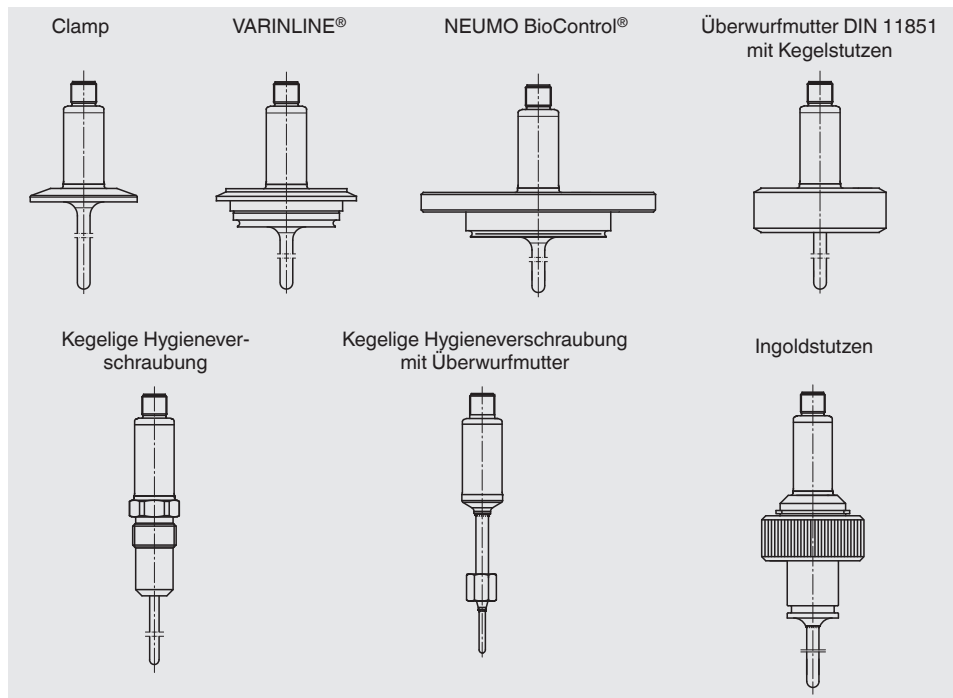 Clamp
VARINLINE®
NEUMO BioControl®
Überwurfmutter DIN 11851
mit Kegelstutzen
Kegelige Hygienever-
schraubung
Kegelige Hygieneverschraubung
mit Überwurfmutter
Ingoldstutzen